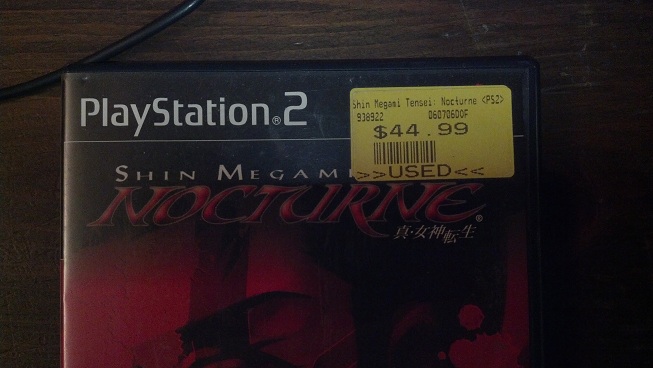 PlayStation®2
Shin Megami Tensei: Nocturne <PS2>
938922 060706DOF
$44.99
>>USED<<
SHIN MEGAMI
NOCTURNE®
真・女神転生